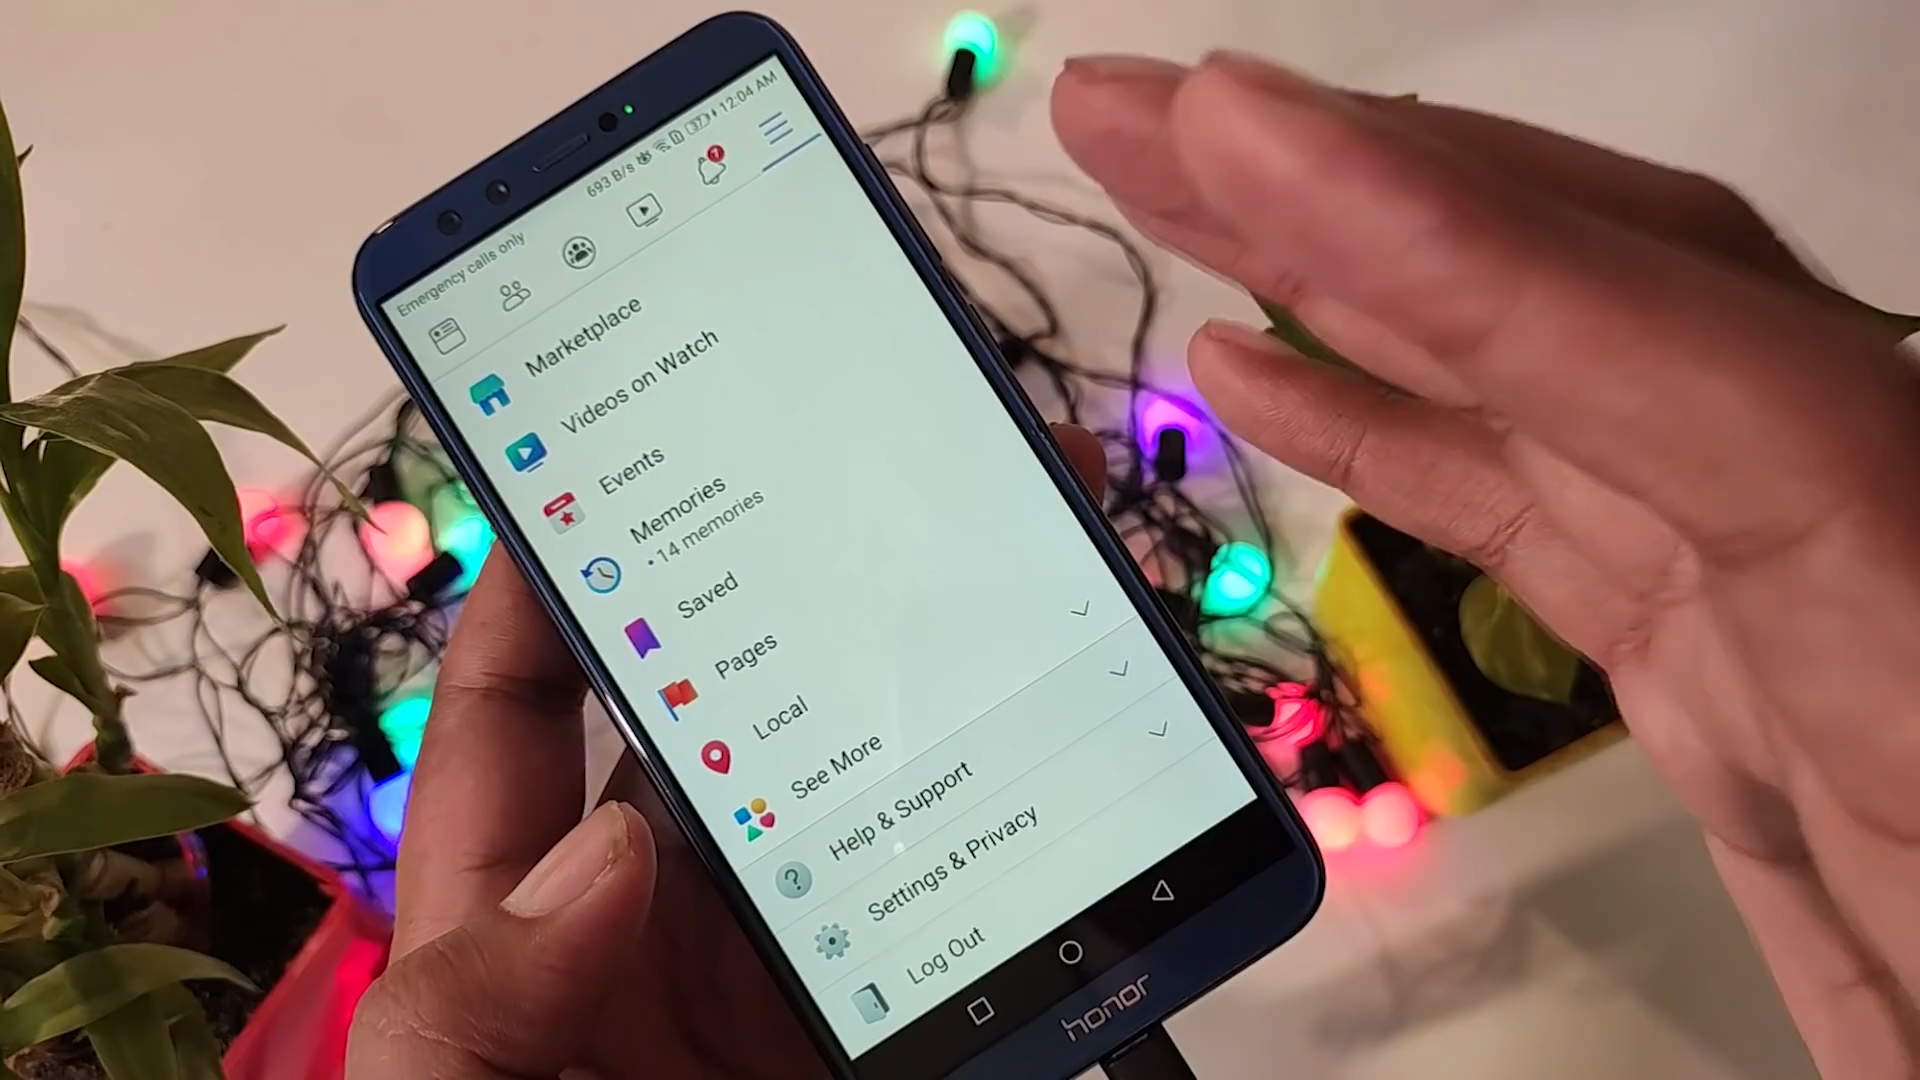 Emergency calls only 693 B/s 37 12:04 AM
Marketplace
Videos on Watch
Events
Memories
• 14 memories
Saved
Pages
Local
See More
Help & Support
Settings & Privacy
Log Out
honor